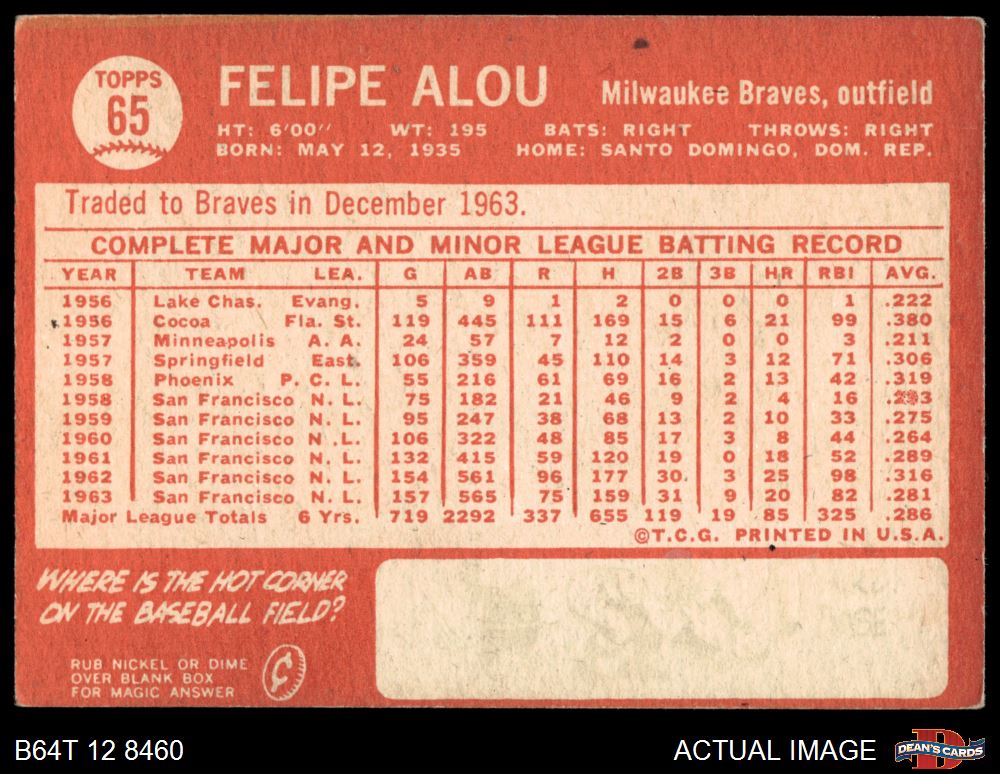 TOPPS
65
FELIPE ALOU Milwaukee Braves, outfield
HT: 6'00" WT: 195 BATS: RIGHT THROWS: RIGHT
BORN: MAY 12, 1935 HOME: SANTO DOMINGO, DOM. REP.
Traded to Braves in December 1963.
COMPLETE MAJOR AND MINOR LEAGUE BATTING RECORD
YEAR TEAM LEA. G AB R H 2B 3B HR RBI AVG.
1956 Lake Chas. Evang. 5 9 1 2 0 0 0 1 .222
1956 Cocoa Fla. St. 119 445 111 169 15 6 21 99 .380
1957 Minneapolis A. A. 24 57 7 12 2 0 0 3 .211
1957 Springfield East. 106 359 45 110 14 3 12 71 .306
1958 Phoenix P. C. L. 55 216 61 69 16 2 13 42 .319
1958 San Francisco N. L. 75 182 21 46 9 2 4 16
1959 San Francisco N. L. 95 247 38 68 13 2 10 33 .275
1960 San Francisco N. L. 106 322 48 85 17 3 8 44 .264
1961 San Francisco N. L. 132 415 59 120 19 0 18 52 .289
1962 San Francisco N. L. 154 561 96 177 30 3 25 98 .316
1963 San Francisco N. L. 157 565 75 159 31 9 20 82 .281
Major League Totals 6 Yrs. 719 2292 337 655 119 19 85 325 .286
©T.C.G. PRINTED IN U.S.A.
WHERE IS THE HOT CORNER
ON THE BASEBALL FIELD?
RUB NICKEL OR DIME
OVER BLANK BOX
FOR MAGIC ANSWER
B64T 12 8460 ACTUAL IMAGE DEAN'S CARDS